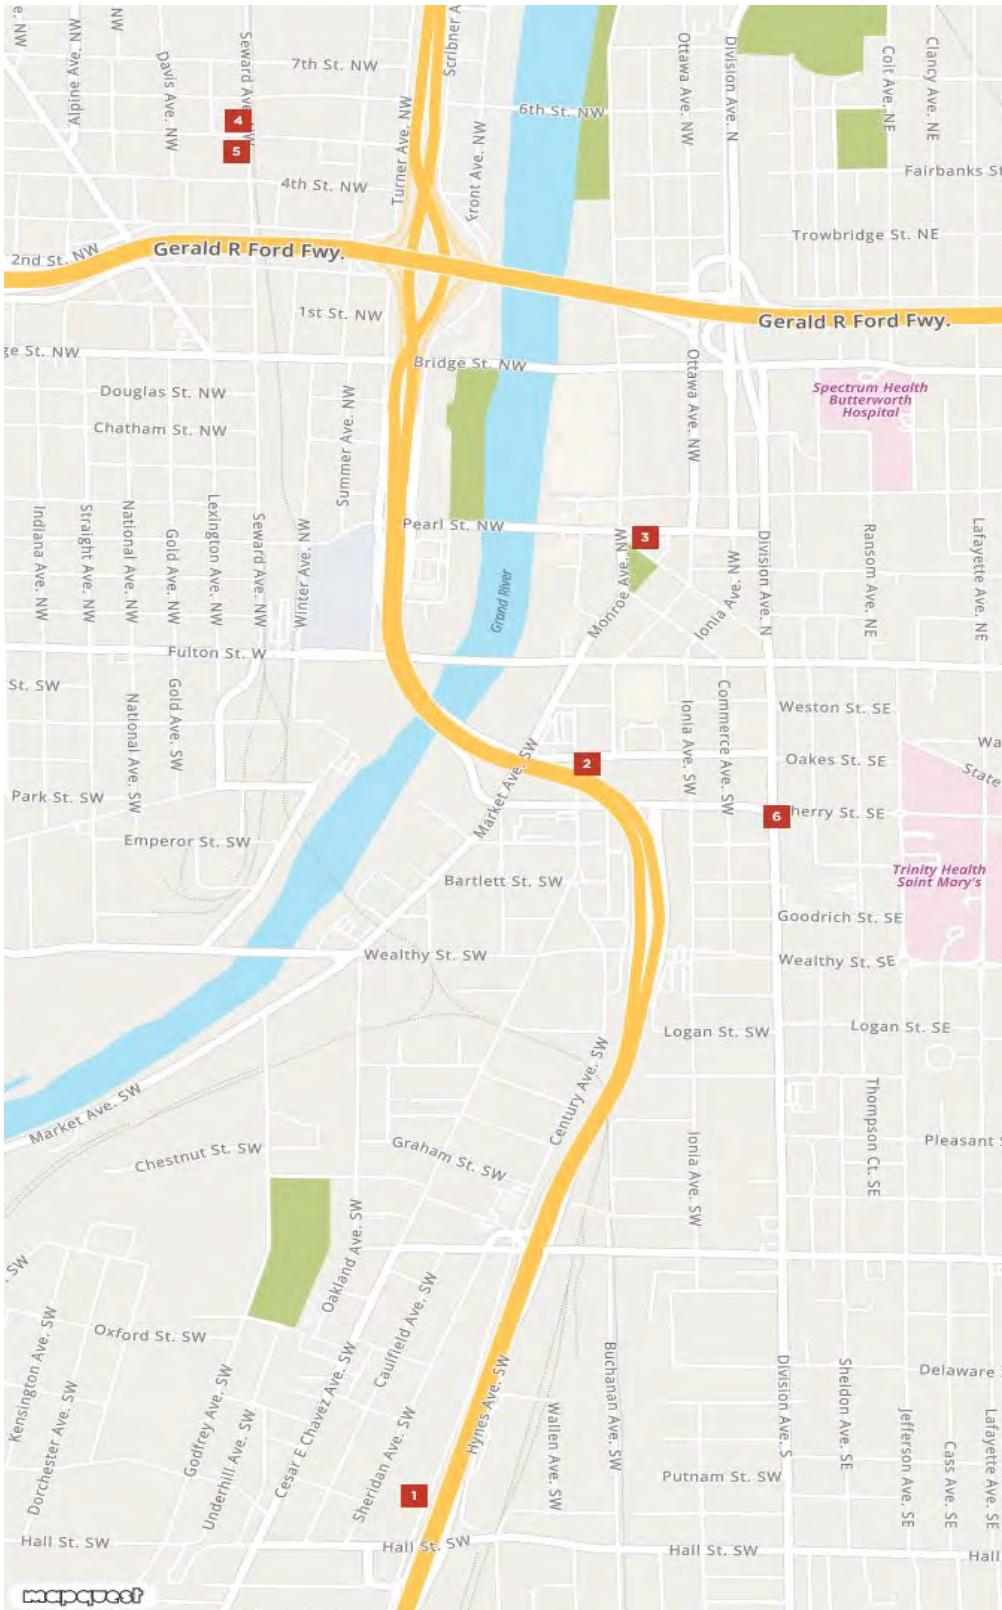 e. NW
Alpine Ave. NW
NW
Davis Ave. NW
Seward Ave. NW
7th St. NW
Turner Ave. NW
Scribner A
Front Ave. NW
6th St. NW
Ottawa Ave. NW
Division Ave. N
Coit Ave. NE
Clancy Ave. NE
4
5
4th St. NW
Fairbanks St
Trowbridge St. NE
2nd St. NW
Gerald R Ford Fwy.
1st St. NW
Gerald R Ford Fwy.
ge St. NW
Bridge St. NW
Ottawa Ave. NW
Douglas St. NW
Spectrum Health
Butterworth
Hospital
Chatham St. NW
Summer Ave. NW
Indiana Ave. NW
Straight Ave. NW
National Ave. NW
Gold Ave. NW
Lexington Ave. NW
Seward Ave. NW
Winter Ave. NW
Pearl St. NW
Grand River
Monroe Ave. NW
3
Ionia Ave. NW
Division Ave. N
Ransom Ave. NE
Lafayette Ave. NE
Fulton St. W
St. SW
National Ave. SW
Gold Ave. SW
Ionia Ave. SW
Commerce Ave. SW
Weston St. SE
Wa
State
Oakes St. SE
2
Market Ave. SW
Park St. SW
6
herry St. SE
Emperor St. SW
Bartlett St. SW
Trinity Health
Saint Mary's
Goodrich St. SE
Wealthy St. SW
Wealthy St. SE
Logan St. SW
Logan St. SE
Century Ave. SW
Market Ave. SW
Thompson Ct. SE
Pleasant S
Chestnut St. SW
Graham St. SW
Ionia Ave. SW
. SW
Oakland Ave. SW
Oxford St. SW
Kensington Ave. SW
Dorchester Ave. SW
Godfrey Ave. SW
Underhill Ave. SW
Cesar E Chavez Ave. SW
Caulfield Ave. SW
Sheridan Ave. SW
Hynes Ave. SW
Wallen Ave. SW
Buchanan Ave. SW
Division Ave. S
Sheldon Ave. SE
Delaware
Jefferson Ave. SE
Cass Ave. SE
Lafayette Ave. SE
Putnam St. SW
1
Hall St. SW
Hall St. SW
Hall St. SW
Hall
mapquest